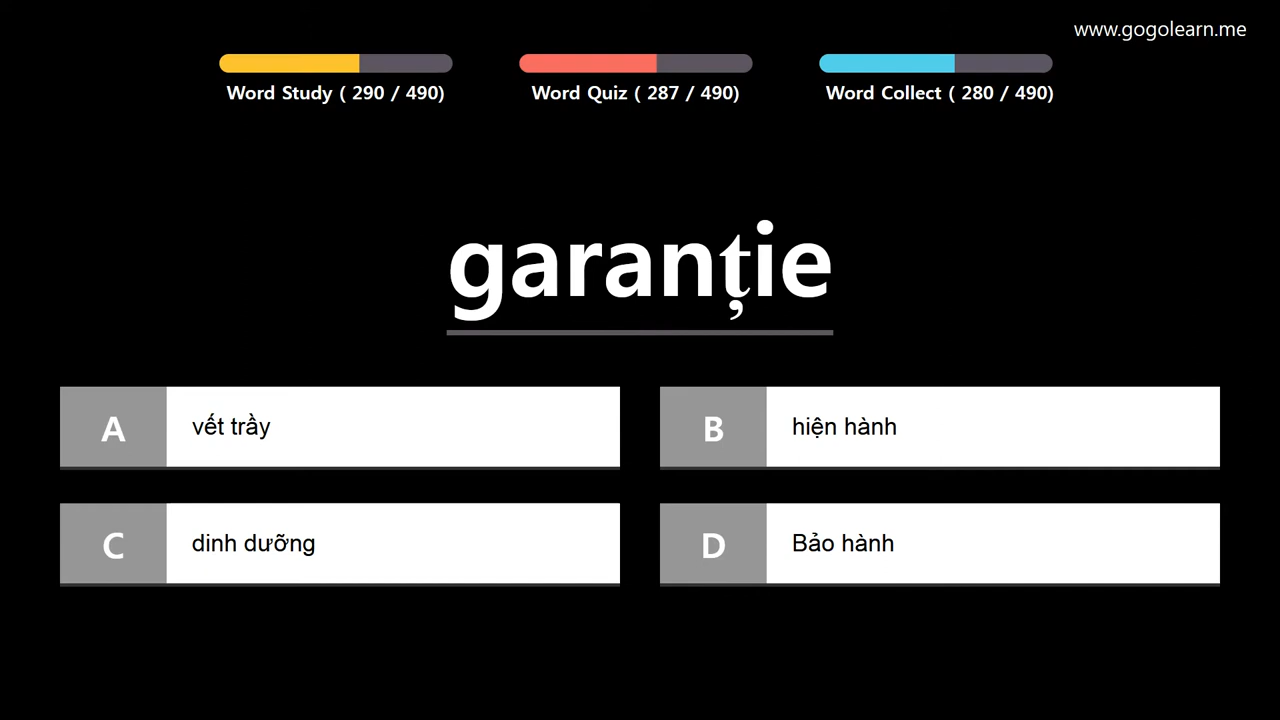 www.gogolearn.me
Word Study ( 290 / 490)
Word Quiz ( 287 / 490)
Word Collect ( 280 / 490)
garanție
A vết trầy
B hiện hành
C dinh dưỡng
D Bảo hành